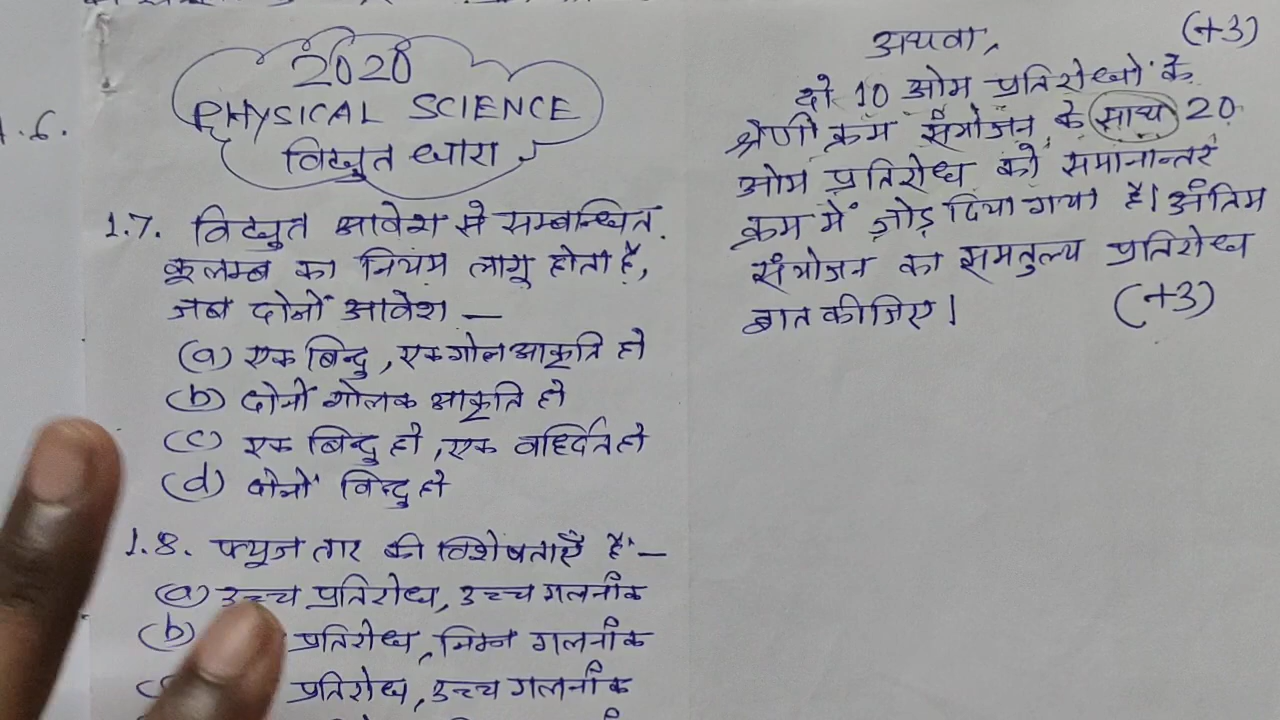 2020
PHYSICAL SCIENCE
विद्युत धारा
1.7. विद्युत आवेश से सम्बन्धित
कूलम्ब का नियम लागू होता है,
जब दोनों आवेश —
(a) एक बिन्दु, एक गोल आकृति हो
(b) दोनों गोलक आकृति हो
(c) एक बिन्दु हो, एक हो
(d) दोनों बिन्दु हो
1.8. फ्यूज तार की विशेषताएँ हैं —
(a) उच्च प्रतिरोध, उच्च गलनांक
(b) प्रतिरोध, निम्न गलनांक
प्रतिरोध, उच्च गलनांक
अथवा, (+3)
दो 10 ओम प्रतिरोधों के
श्रेणी क्रम संयोजन के साथ 20
ओम प्रतिरोध को समानान्तर
क्रम में जोड़ दिया गया है। अंतिम
संयोजन का समतुल्य प्रतिरोध
ज्ञात कीजिए। (+3)
6.